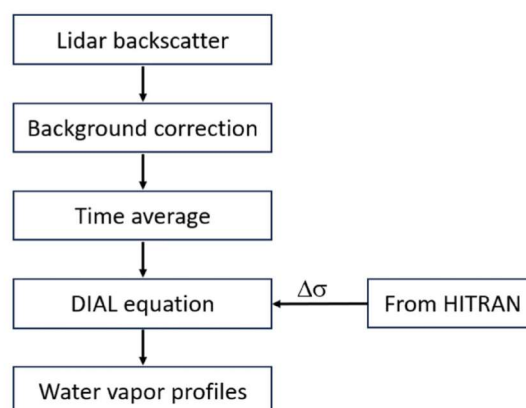 Lidar backscatter
Background correction
Time average
DIAL equation
Δσ
From HITRAN
Water vapor profiles